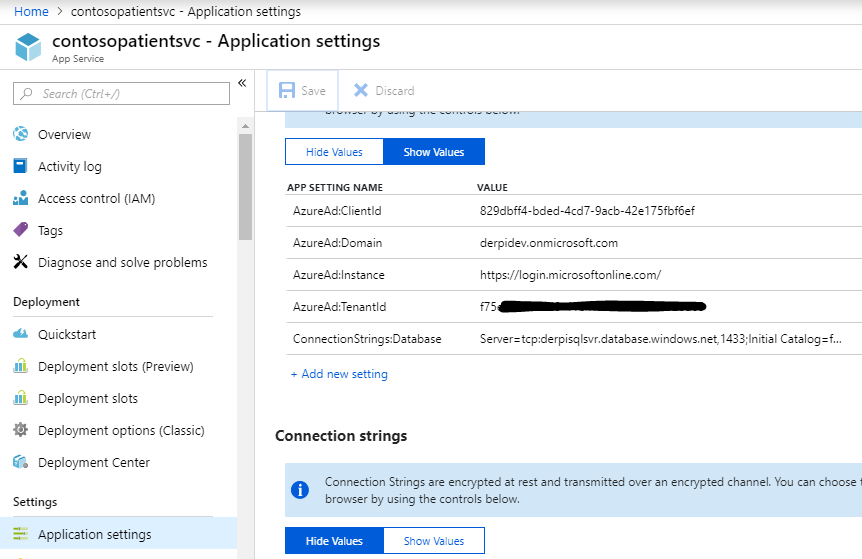 Home > contosopatientsvc - Application settings
contosopatientsvc - Application settings
App Service
Search (Ctrl+/)
«
Overview
Activity log
Access control (IAM)
Tags
Diagnose and solve problems
Deployment
Quickstart
Deployment slots (Preview)
Deployment slots
Deployment options (Classic)
Deployment Center
Settings
Application settings
Save
Discard
browser by using the controls below.
Hide Values
Show Values
APP SETTING NAME VALUE
AzureAd:ClientId 829dbff4-bded-4cd7-9acb-42e175fbf6ef
AzureAd:Domain derpidev.onmicrosoft.com
AzureAd:Instance https://login.microsoftonline.com/
AzureAd:TenantId f75
ConnectionStrings:Database Server=tcp:derpisqlsvr.database.windows.net,1433;Initial Catalog=f...
+ Add new setting
Connection strings
Connection Strings are encrypted at rest and transmitted over an encrypted channel. You can choose
browser by using the controls below.
Hide Values
Show Values